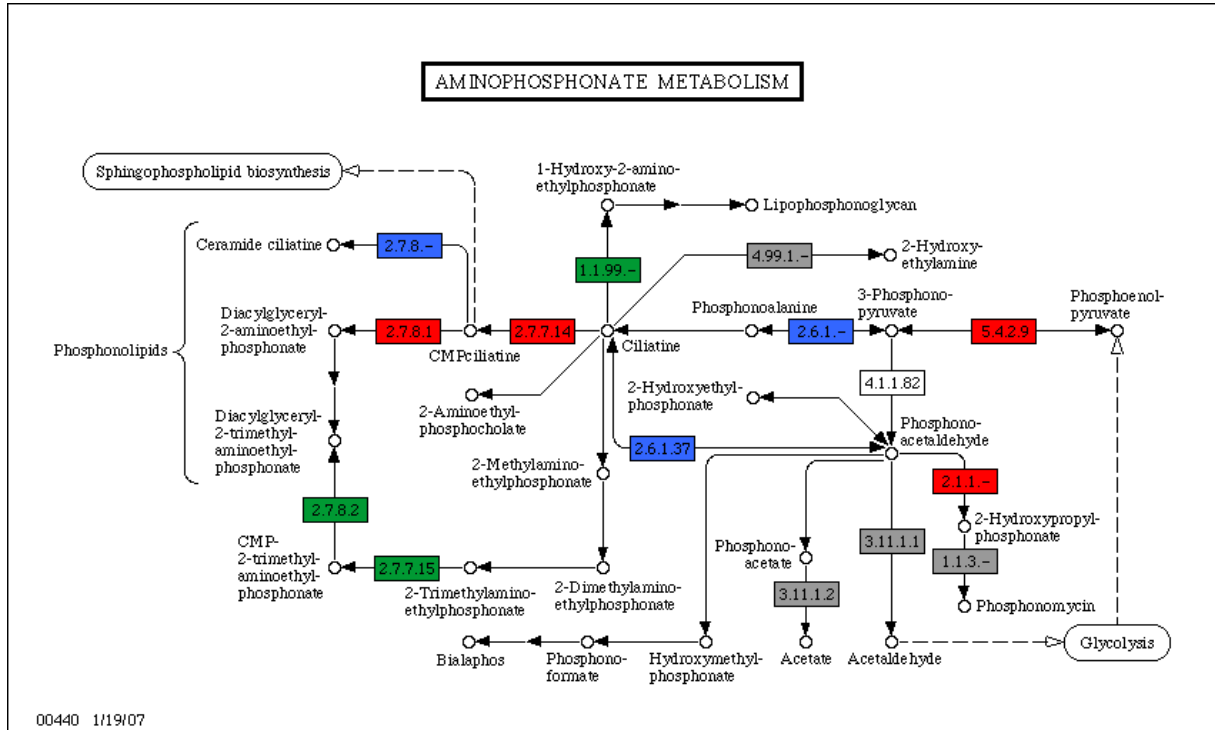 AMINOPHOSPHONATE METABOLISM
Sphingophospholipid biosynthesis
1-Hydroxy-2-amino-
ethylphosphonate
Lipophosphonoglycan
Ceramide ciliatine
2.7.8.-
1.1.99.-
4.99.1.-
2-Hydroxy-
ethylamine
Phosphonolipids
Diacylglyceryl-
2-aminoethyl-
phosphonate
2.7.8.1
CMPciliatine
2.7.7.14
Ciliatine
Phosphonoalanine
2.6.1.-
3-Phosphono-
pyruvate
5.4.2.9
Phosphoenol-
pyruvate
4.1.1.82
2-Aminoethyl-
phosphocholate
2-Hydroxyethyl-
phosphonate
Phosphono-
acetaldehyde
Diacylglyceryl-
2-trimethyl-
aminoethyl-
phosphonate
2.6.1.37
2-Methylamino-
ethylphosphonate
2.1.1.-
2.7.8.2
2-Hydroxypropyl-
phosphonate
3.11.1.1
1.1.3.-
Phosphonomycin
CMP-
2-trimethyl-
aminoethyl-
phosphonate
2.7.7.15
2-Trimethylamino-
ethylphosphonate
2-Dimethylamino-
ethylphosphonate
Phosphono-
acetate
3.11.1.2
Bialaphos
Phosphono-
formate
Hydroxymethyl-
phosphonate
Acetate
Acetaldehyde
Glycolysis
00440 1/19/07